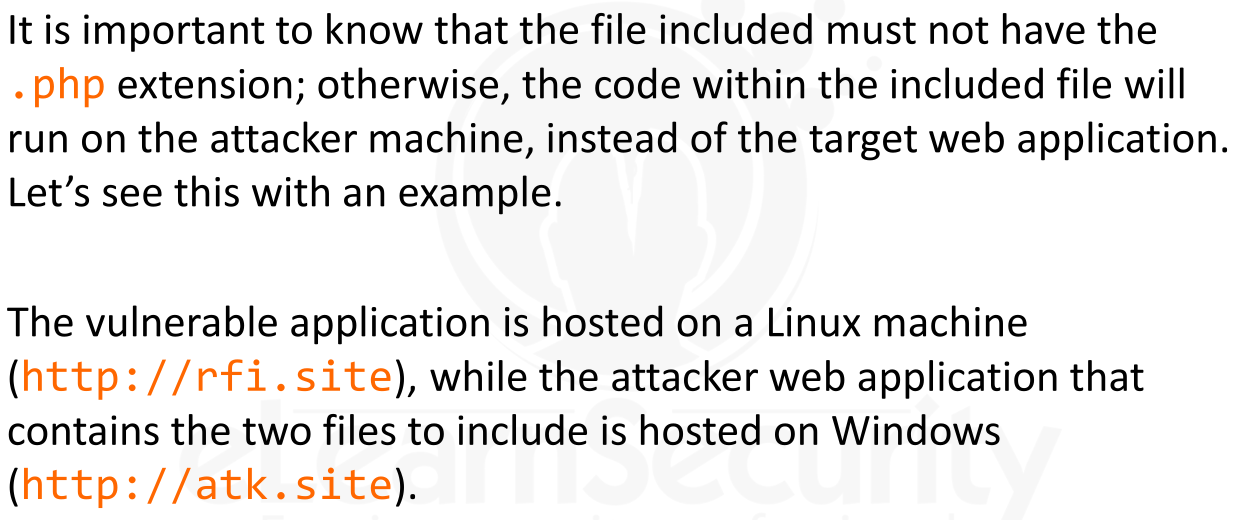 It is important to know that the file included must not have the
.php extension; otherwise, the code within the included file will
run on the attacker machine, instead of the target web application.
Let’s see this with an example.
The vulnerable application is hosted on a Linux machine
(http://rfi.site), while the attacker web application that
contains the two files to include is hosted on Windows
(http://atk.site).
eLearnSecurity